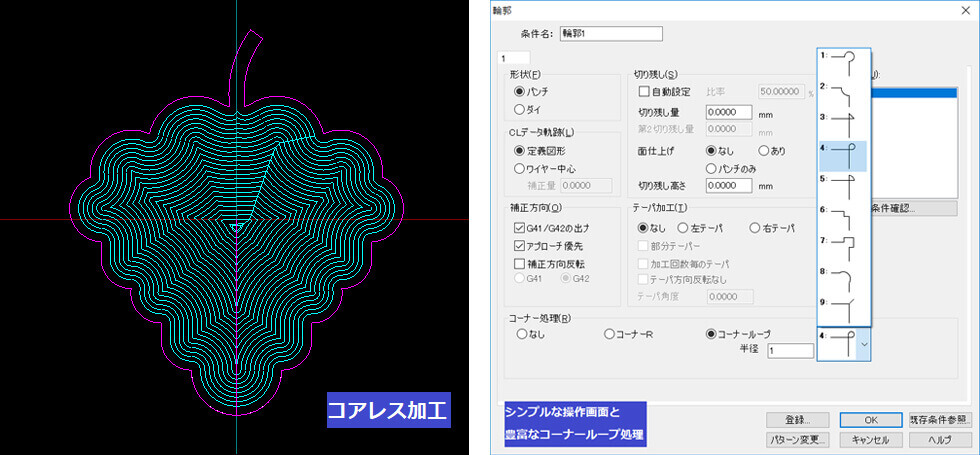 コアレス加工
輪郭
条件名:
輪郭1
1
形状(F)
パンチ
ダイ
CLデータ軌跡(L)
定義図形
ワイヤー中心
補正量 0.0000
補正方向(O)
G41/G42の出力
アプローチ優先
補正方向反転
G41 G42
切り残し(S)
自動設定 比率 50.00000 %
切り残し量 0.0000 mm
第2切り残し量 0.0000 mm
面仕上げ なし あり
パンチのみ
切り残し高さ 0.0000 mm
テーパ加工(T)
なし 左テーパ 右テーパ
部分テーパー
加工回数毎のテーパ
テーパ方向反転なし
テーパ角度 0.0000
1:
2:
3:
4:
5:
6:
7:
8:
9:
条件確認...
コーナー処理(R)
なし コーナーR コーナーループ 4:
半径 1
シンプルな操作画面と
豊富なコーナーループ処理
登録... OK 既存条件参照...
パターン変更... キャンセル ヘルプ